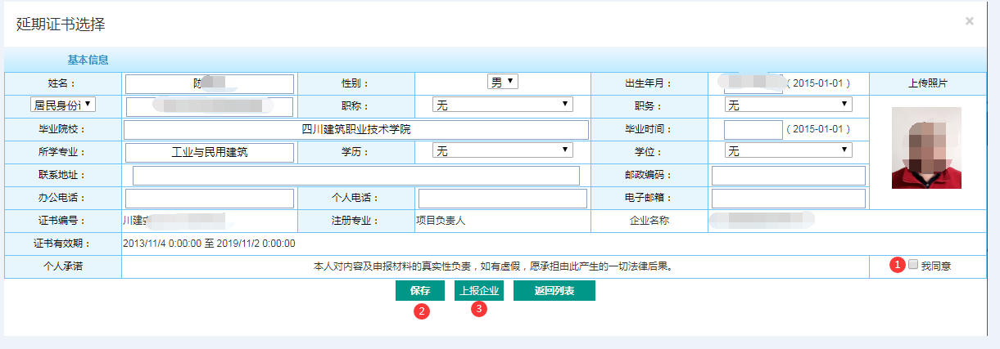 延期证书选择
×
基本信息
姓名：
性别： 男
出生年月： ( 2015-01-01 )
上传照片
居民身份
职称： 无
职务： 无
毕业院校： 四川建筑职业技术学院
毕业时间： ( 2015-01-01 )
所学专业： 工业与民用建筑
学历： 无
学位： 无
联系地址：
邮政编码：
办公电话：
个人电话：
电子邮箱：
证书编号： 川建
注册专业： 项目负责人
企业名称
证书有效期： 2013/11/4 0:00:00 至 2019/11/2 0:00:00
个人承诺
本人对内容及申报材料的真实性负责，如有虚假，愿承担由此产生的一切法律后果。
1 我同意
保存 上报企业 返回列表
2 3